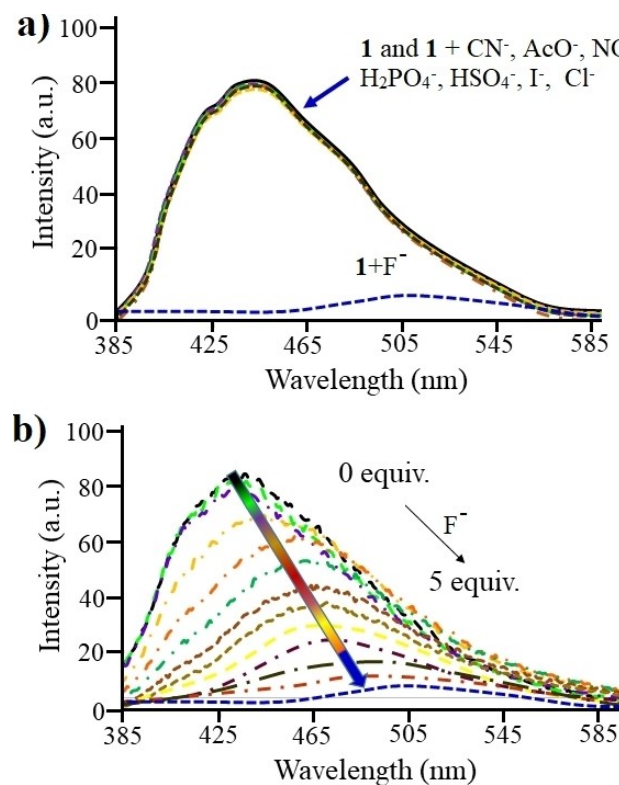 a)
100
80
60
40
20
0
Intensity (a.u.)
1 and 1 + CN⁻, AcO⁻,
H₂PO₄⁻, HSO₄⁻, I⁻, Cl⁻
1+F⁻
385 425 465 505 545 585
Wavelength (nm)
b)
100
80
60
40
20
0
Intensity (a.u.)
0 equiv.
F⁻
5 equiv.
385 425 465 505 545 585
Wavelength (nm)